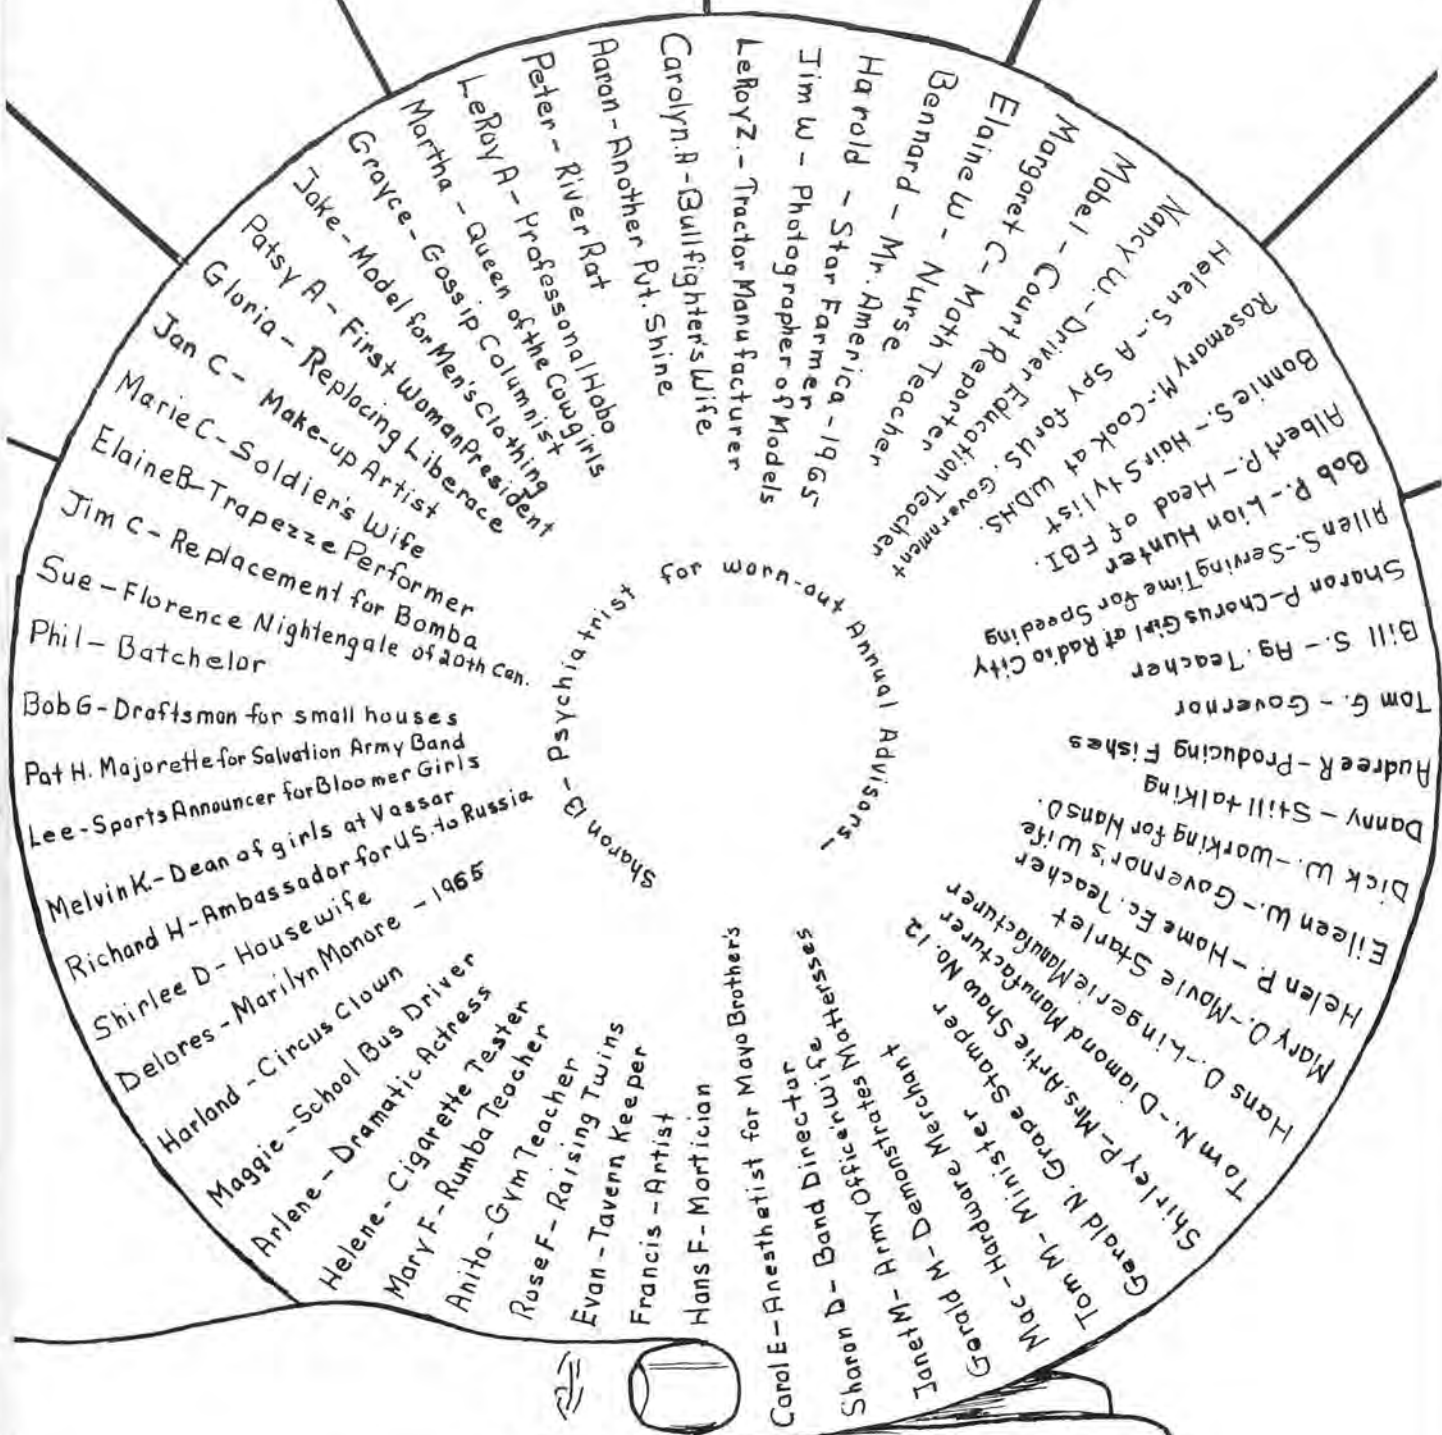 Carolyn.A-Bullfighter's Wife
LeRoy Z.- Tractor Manufacturer
Jim W - Photographer of Models
Harold - Star Farmer
Bennard - Mr. America -1965
Elaine W- Nurse
Margaret C- Math Teacher
Mabel - Court Reporter
Nancy W.- Driver Education Teacher
Helen S.- A Spy for US. Government
Rosemary M-Cook at WDHS.
Bonnie S.- Hair Stylist
Albert P.- Head of FBI.
Bob P.- Lion Hunter
Allen S.-Serving Time for Speeding
Sharon P-Chorus Girl at Radio City
Bill S.- Ag. Teacher
Tom G.- Governor
Audree R-Producing Fishes
Danny - Still talking
Dick W.-Working for Hans O.
Eileen W.- Governor's Wife
Helen P.- Home Ec. Teacher
Mary O.-Movie Starlet
Hans O.-Lingerie Manufacturer
Tom N.- Diamond Manufacturer
Shirley P- Mrs. Artie Shaw No. 12
Gerald N. Grape Stamper
Tom M- Minister
Mac - Hardware Merchant
Gerald M- Demonstrates Mattersses
Janet M- Army Officer Wife
Sharon D- Band Director
Carol E- Anesthetist for Mayo Brother's
Hans F- Mortician
Francis - Artist
Evan - Tavern Keeper
Rose F- Raising Twins
Anita- Gym Teacher
Mary F- Rumba Teacher
Helene - Cigarette Tester
Arlene - Dramatic Actress
Maggie - School Bus Driver
Harland - Circus Clown
Delores - Marilyn Monore -1965
Shirlee D- Housewife
Richard H-Ambassador for US. to Russia
Melvin K.- Dean of girls at Vassar
Lee-Sports Announcer for Bloomer Girls
Pat H. Majorette for Salvation Army Band
Bob G-Draftsman for small houses
Phil- Batchelor
Sue - Florence Nightengale of 20th Cen.
Jim C- Replacement for Bomba
Elaine B-Trapezze Performer
Marie C- Soldier's Wife
Jan C- Make-up Artist
Gloria - Replacing Liberace
Patsy A- First Woman President
Jake-Model for Men's Clothing
Grayce- Gossip Columnist
Martha - Queen of the Cowgirls
LeRoy A- Professonal Hobo
Peter- River Rat
Aaron-Another Pvt. Shine
Sharon B- Psychiatrist for worn-out Annual Advisors!